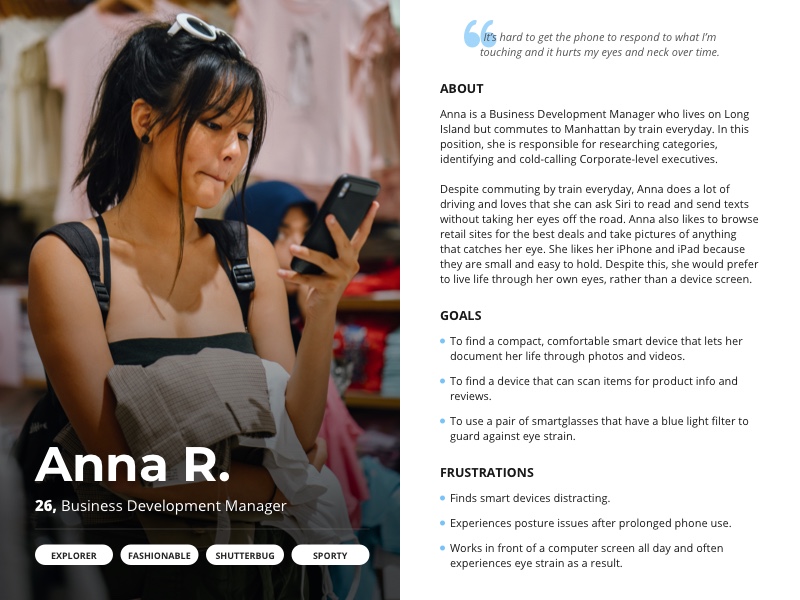 Anna R.
26, Business Development Manager
EXPLORER
FASHIONABLE
SHUTTERBUG
SPORTY
It's hard to get the phone to respond to what I'm
touching and it hurts my eyes and neck over time.
ABOUT
Anna is a Business Development Manager who lives on Long
Island but commutes to Manhattan by train everyday. In this
position, she is responsible for researching categories,
identifying and cold-calling Corporate-level executives.
Despite commuting by train everyday, Anna does a lot of
driving and loves that she can ask Siri to read and send texts
without taking her eyes off the road. Anna also likes to browse
retail sites for the best deals and take pictures of anything
that catches her eye. She likes her iPhone and iPad because
they are small and easy to hold. Despite this, she would prefer
to live life through her own eyes, rather than a device screen.
GOALS
To find a compact, comfortable smart device that lets her
document her life through photos and videos.
To find a device that can scan items for product info and
reviews.
To use a pair of smartglasses that have a blue light filter to
guard against eye strain.
FRUSTRATIONS
Finds smart devices distracting.
Experiences posture issues after prolonged phone use.
Works in front of a computer screen all day and often
experiences eye strain as a result.